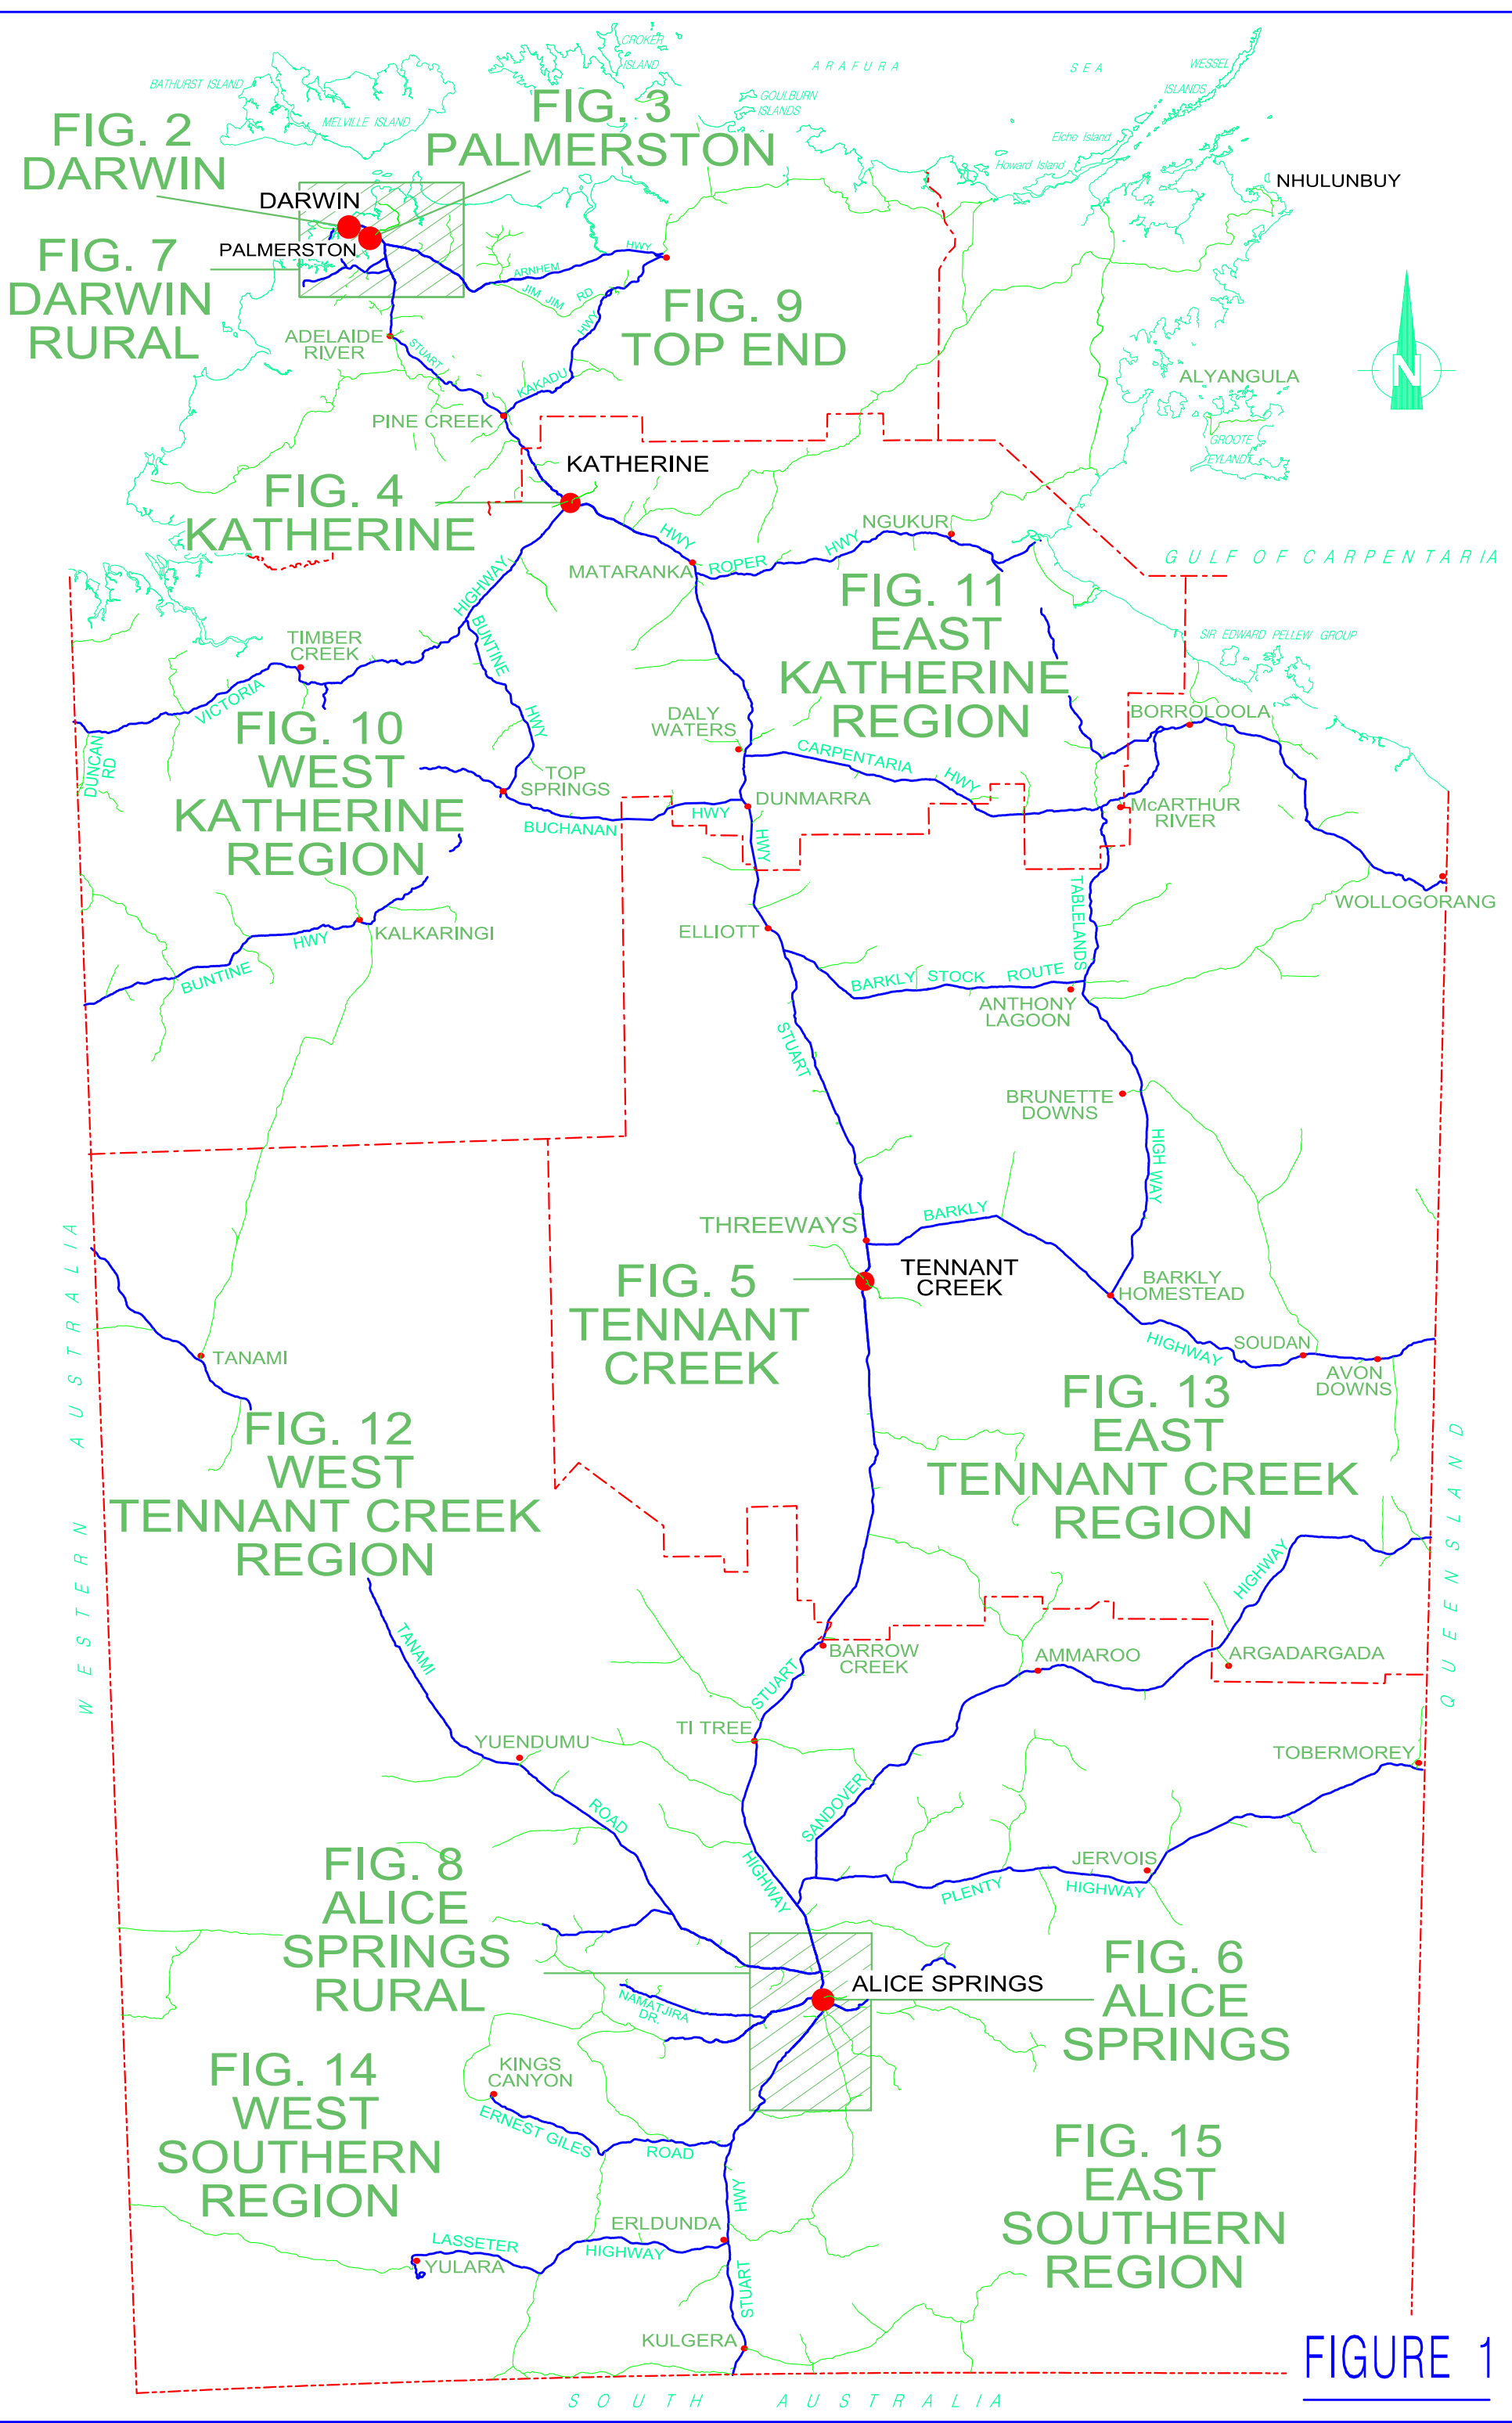 CROKER
ISLAND
ARAFURA SEA
WESSEL
ISLANDS
BATHURST ISLAND
MELVILLE ISLAND
GOULBURN
ISLANDS
Elcho Island
Howard Island
FIG. 2
DARWIN
FIG. 3
PALMERSTON
NHULUNBUY
DARWIN
PALMERSTON
FIG. 7
DARWIN
RURAL
ARNHEM
HWY
JIM JIM RD
FIG. 9
TOP END
ADELAIDE
RIVER
STUART
HWY
KAKADU
PINE CREEK
N
ALYANGULA
GROOTE
EYLANDT
KATHERINE
FIG. 4
KATHERINE
HWY
NGUKUR
MATARANKA
ROPER
HWY
GULF OF CARPENTARIA
FIG. 11
EAST
KATHERINE
REGION
HIGHWAY
BUNTINE
HWY
TIMBER
CREEK
VICTORIA
SIR EDWARD PELLEW GROUP
DUNCAN
RD
FIG. 10
WEST
KATHERINE
REGION
DALY
WATERS
BORROLOOLA
CARPENTARIA
HWY
TOP
SPRINGS
DUNMARRA
McARTHUR
RIVER
BUCHANAN
HWY
HWY
TABLELANDS
WOLLOGORANG
ELLIOTT
KALKARINGI
HWY
BUNTINE
BARKLY STOCK ROUTE
ANTHONY
LAGOON
STUART
BRUNETTE
DOWNS
HIGH WAY
THREEWAYS
BARKLY
TENNANT
CREEK
FIG. 5
TENNANT
CREEK
BARKLY
HOMESTEAD
HIGHWAY
SOUDAN
AVON
DOWNS
WESTERN AUSTRALIA
TANAMI
FIG. 12
WEST
TENNANT CREEK
REGION
FIG. 13
EAST
TENNANT CREEK
REGION
QUEENSLAND
HIGHWAY
TANAMI
BARROW
CREEK
STUART
AMMAROO
ARGADARGADA
TI TREE
YUENDUMU
TOBERMOREY
ROAD
SANDOVER
HIGHWAY
JERVOIS
PLENTY
HIGHWAY
FIG. 8
ALICE
SPRINGS
RURAL
FIG. 6
ALICE
SPRINGS
ALICE SPRINGS
NAMATJIRA
DR.
KINGS
CANYON
FIG. 14
WEST
SOUTHERN
REGION
ERNEST GILES
ROAD
FIG. 15
EAST
SOUTHERN
REGION
HWY
ERLDUNDA
LASSETER
HIGHWAY
YULARA
STUART
KULGERA
FIGURE 1
SOUTH AUSTRALIA